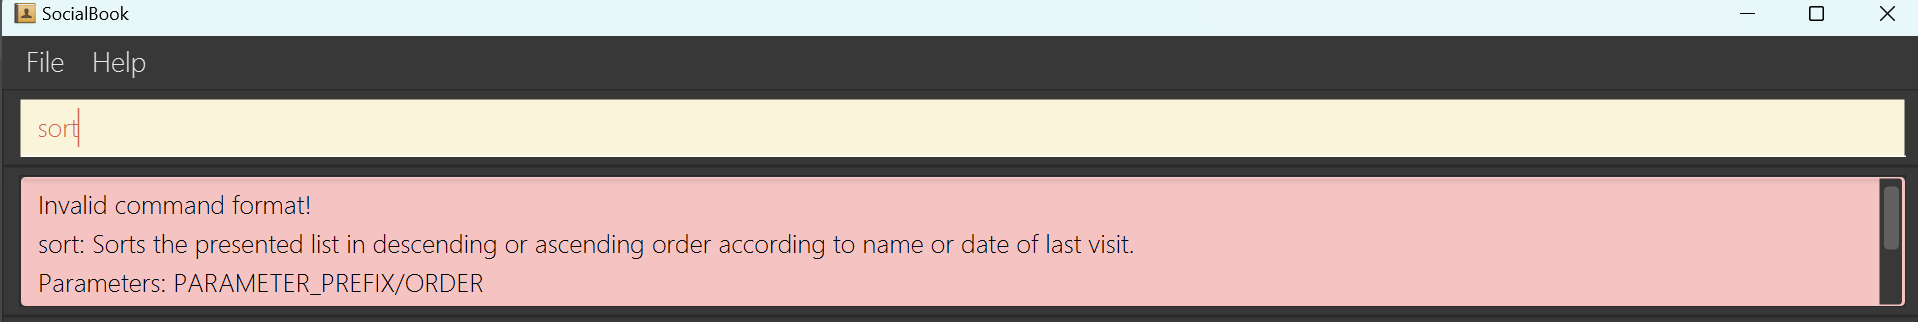 SocialBook
File Help
sort
Invalid command format!
sort: Sorts the presented list in descending or ascending order according to name or date of last visit.
Parameters: PARAMETER_PREFIX/ORDER